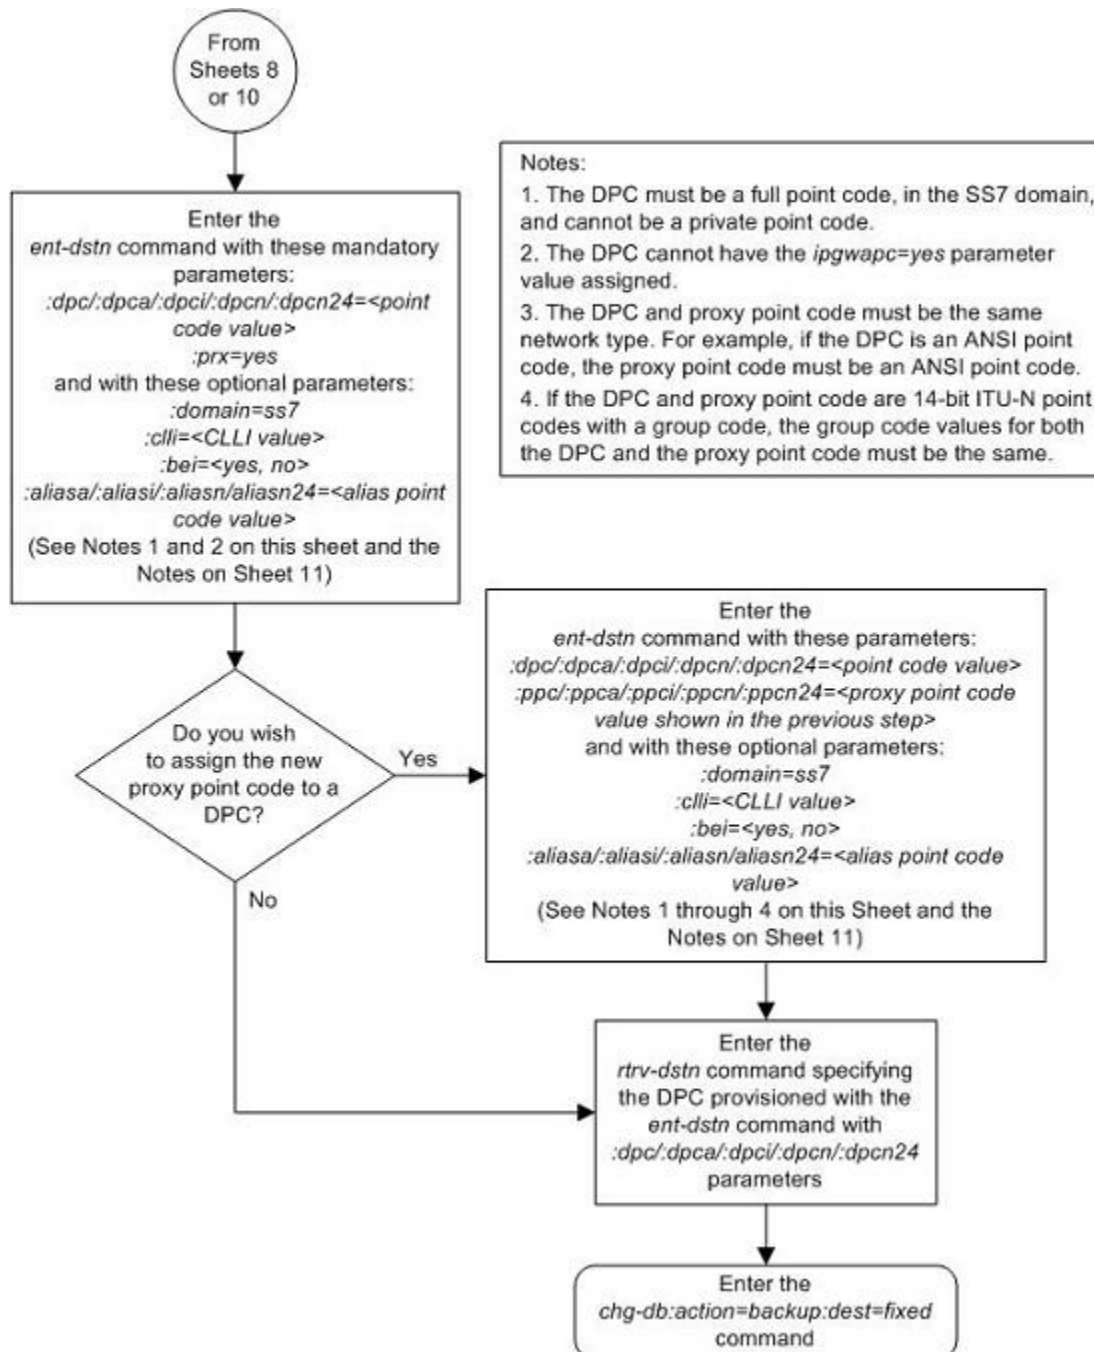 From
Sheets 8
or 10
Enter the
ent-dstn command with these mandatory
parameters:
:dpc/:dpca/:dpci/:dpcn/:dpcn24=<point
code value>
:prx=yes
and with these optional parameters:
:domain=ss7
:clli=<CLLI value>
:bei=<yes, no>
:aliasa/:aliasi/:aliasn/aliasn24=<alias point
code value>
(See Notes 1 and 2 on this sheet and the
Notes on Sheet 11)
Notes:
1. The DPC must be a full point code, in the SS7 domain,
and cannot be a private point code.
2. The DPC cannot have the ipgwapc=yes parameter
value assigned.
3. The DPC and proxy point code must be the same
network type. For example, if the DPC is an ANSI point
code, the proxy point code must be an ANSI point code.
4. If the DPC and proxy point code are 14-bit ITU-N point
codes with a group code, the group code values for both
the DPC and the proxy point code must be the same.
Do you wish
to assign the new
proxy point code to a
DPC?
Yes
No
Enter the
ent-dstn command with these parameters:
:dpc/:dpca/:dpci/:dpcn/:dpcn24=<point code value>
:ppc/:ppca/:ppci/:ppcn/:ppcn24=<proxy point code
value shown in the previous step>
and with these optional parameters:
:domain=ss7
:clli=<CLLI value>
:bei=<yes, no>
:aliasa/:aliasi/:aliasn/aliasn24=<alias point code
value>
(See Notes 1 through 4 on this Sheet and the
Notes on Sheet 11)
Enter the
rtrv-dstn command specifying
the DPC provisioned with the
ent-dstn command with
:dpc/:dpca/:dpci/:dpcn/:dpcn24
parameters
Enter the
chg-db:action=backup:dest=fixed
command